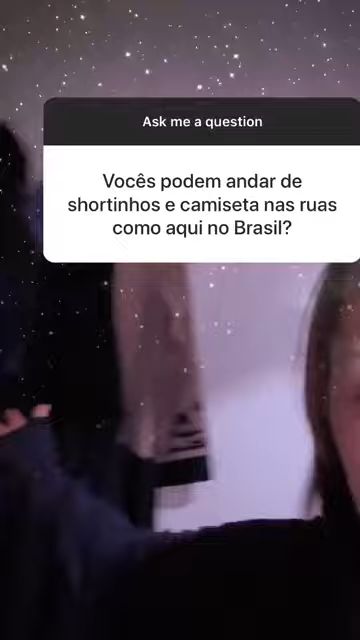 Ask me a question
Vocês podem andar de
shortinhos e camiseta nas ruas
como aqui no Brasil?